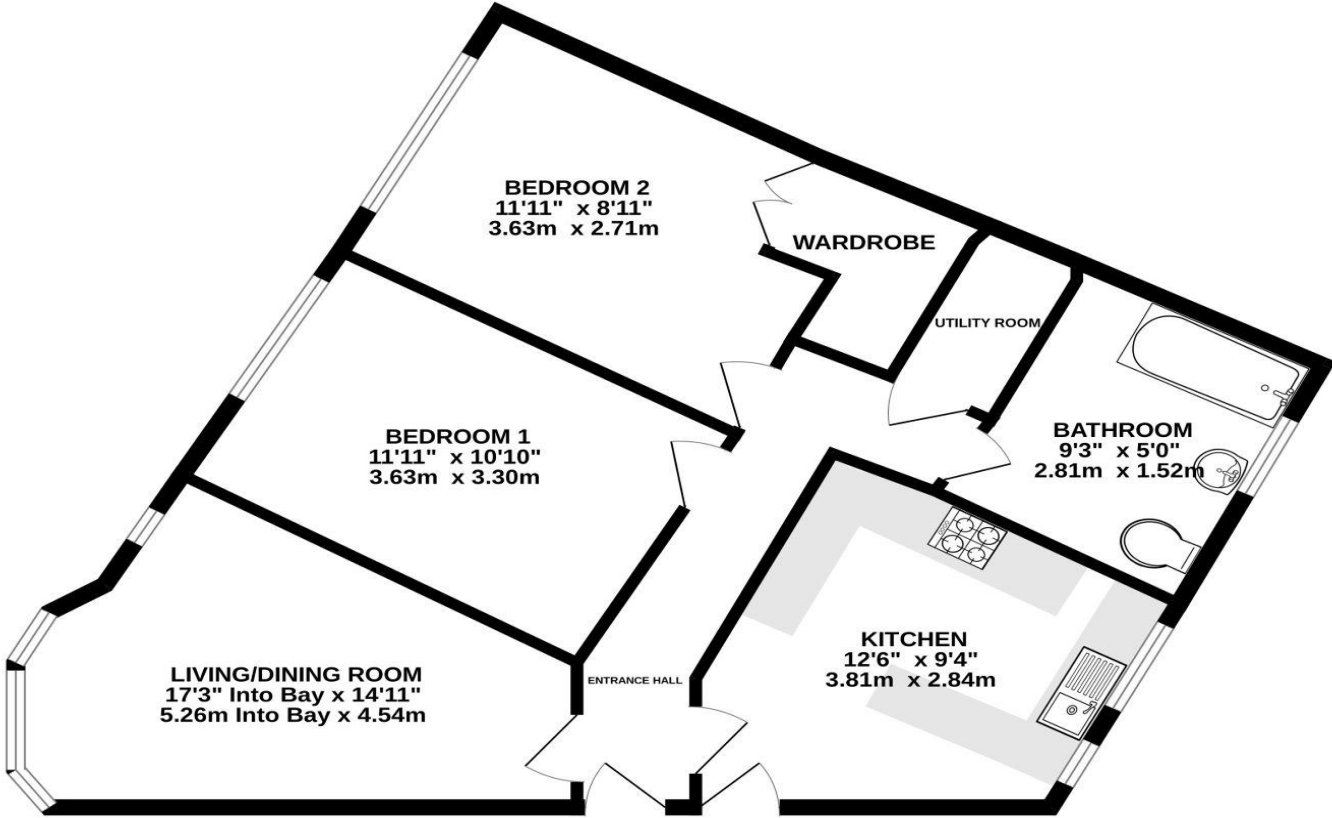 BEDROOM 2
11'11" x 8'11"
3.63m x 2.71m
WARDROBE
UTILITY ROOM
BEDROOM 1
11'11" x 10'10"
3.63m x 3.30m
BATHROOM
9'3" x 5'0"
2.81m x 1.52m
KITCHEN
12'6" x 9'4"
3.81m x 2.84m
LIVING/DINING ROOM
17'3" Into Bay x 14'11"
5.26m Into Bay x 4.54m
ENTRANCE HALL